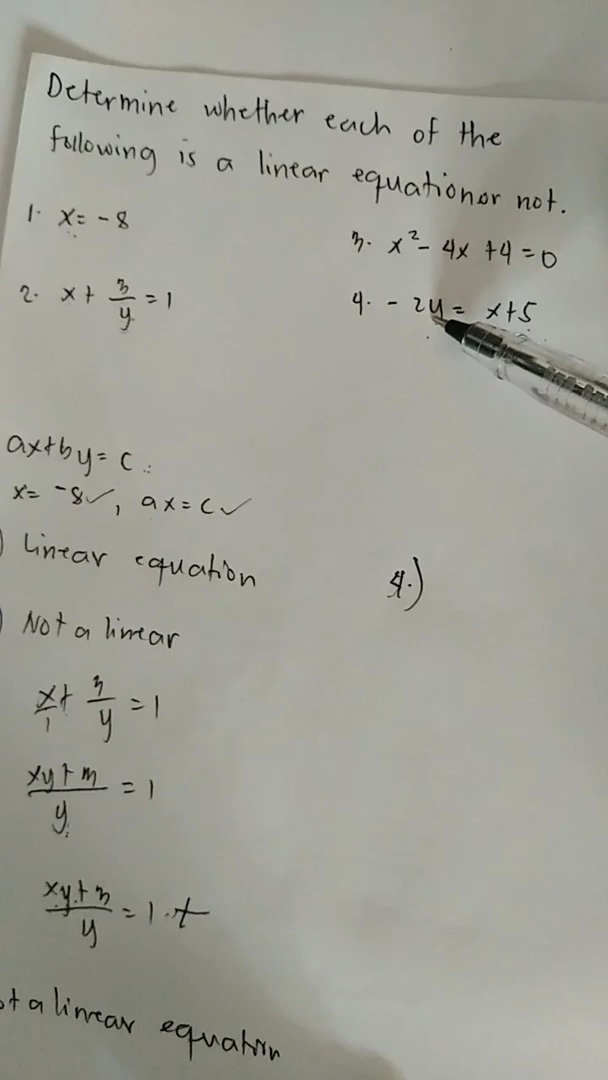 Determine whether each of the
following is a linear equation or not.
1. x = -8
2. x + 3/y = 1
3. x² - 4x + 4 = 0
4. - 2y = x+5
ax+by = c
x= -8✓, ax = c✓
) linear equation
) Not a linear
x/1 + 3/y = 1
xy+3/y = 1
xy+3/y = 1
ot a linear equation
4.)